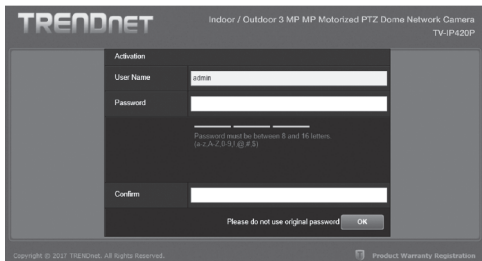 TRENDNET
Indoor / Outdoor 3 MP MP Motorized PTZ Dome Network Camera
TV-IP420P
Activation
User Name
admin
Password
Password must be between 8 and 16 letters.
(a-z,A-Z,0-9,!,@,#,$)
Confirm
Please do not use original password
OK
Copyright © 2017 TRENDnet. All Rights Reserved.
Product Warranty Registration